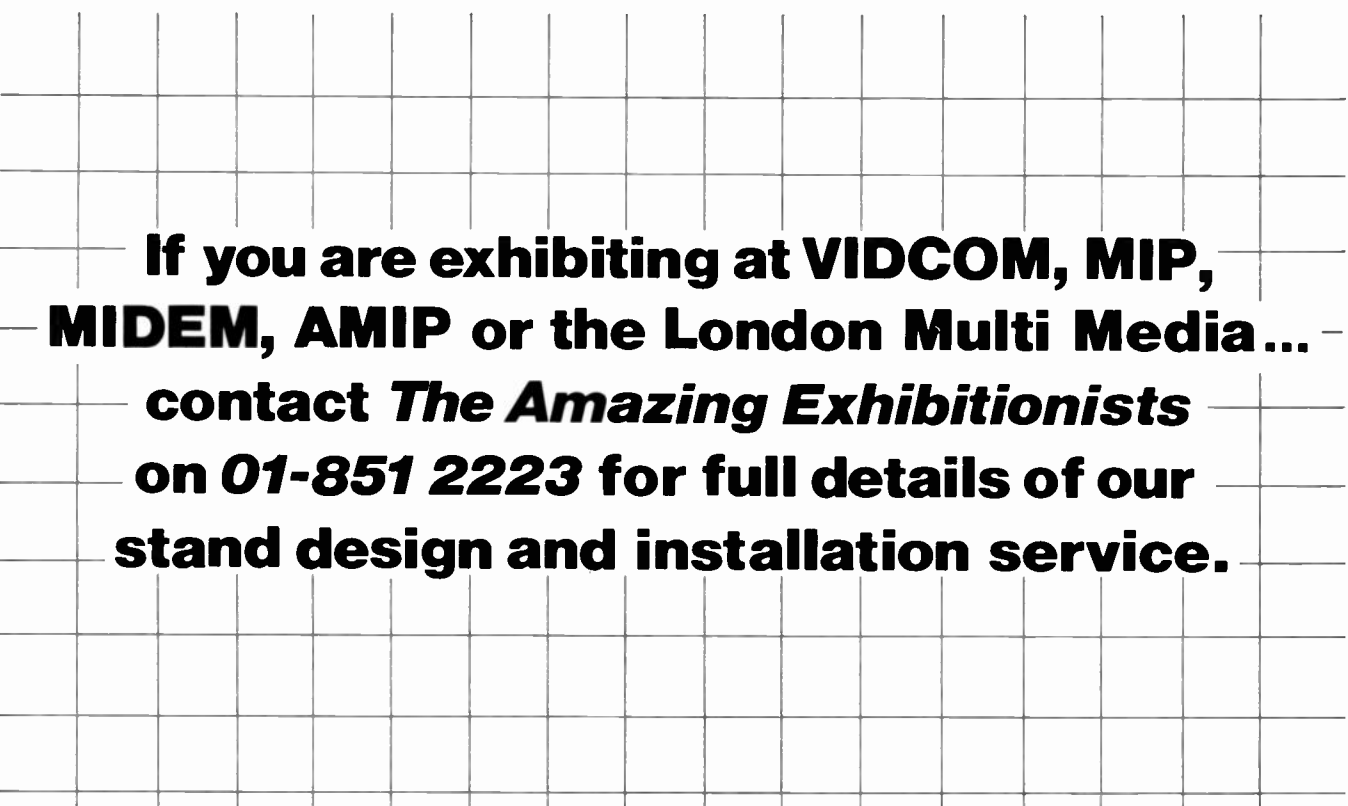 If you are exhibiting at VIDCOM, MIP,
MIDEM, AMIP or the London Multi Media...
contact The Amazing Exhibitionists
on 01-851 2223 for full details of our
stand design and installation service.